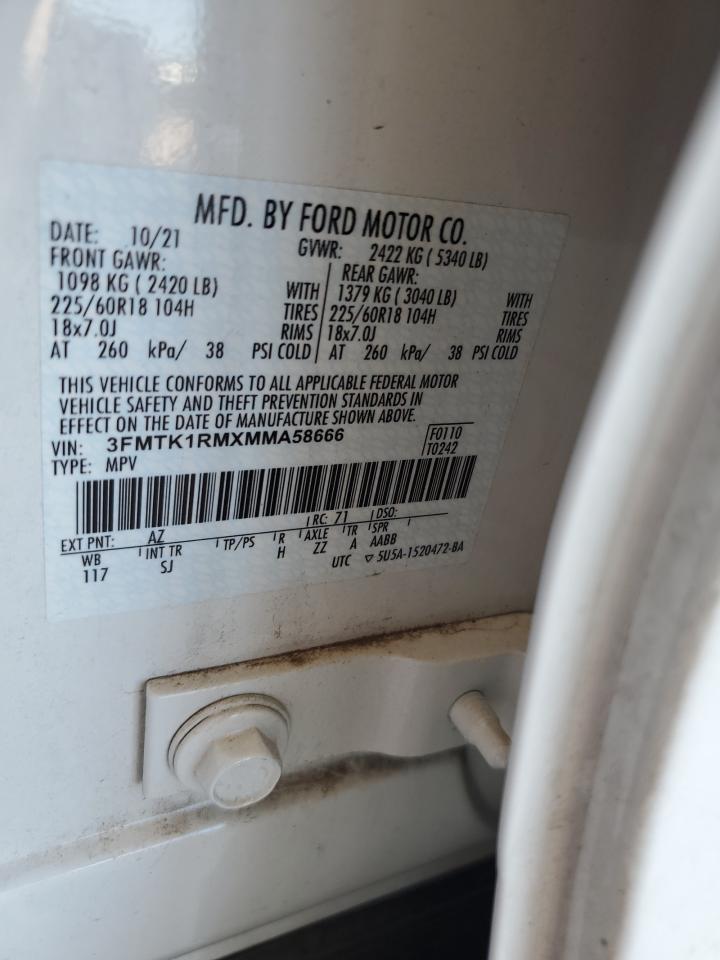 MFD. BY FORD MOTOR CO.
DATE: 10/21 GVWR: 2422 KG ( 5340 LB)
FRONT GAWR: REAR GAWR:
1098 KG ( 2420 LB) WITH 1379 KG ( 3040 LB) WITH
225/60R18 104H TIRES 225/60R18 104H TIRES
18x7.0J RIMS 18x7.0J RIMS
AT 260 kPa/ 38 PSI COLD AT 260 kPa/ 38 PSI COLD
THIS VEHICLE CONFORMS TO ALL APPLICABLE FEDERAL MOTOR
VEHICLE SAFETY AND THEFT PREVENTION STANDARDS IN
EFFECT ON THE DATE OF MANUFACTURE SHOWN ABOVE.
VIN: 3FMTK1RMXMMA58666 F0110
TYPE: MPV T0242
EXT PNT: AZ RC: 71 DSO:
WB INT TR TP/PS R AXLE TR SPR
117 SJ H ZZ A AABB
UTC ▽ 5U5A-1520472-BA